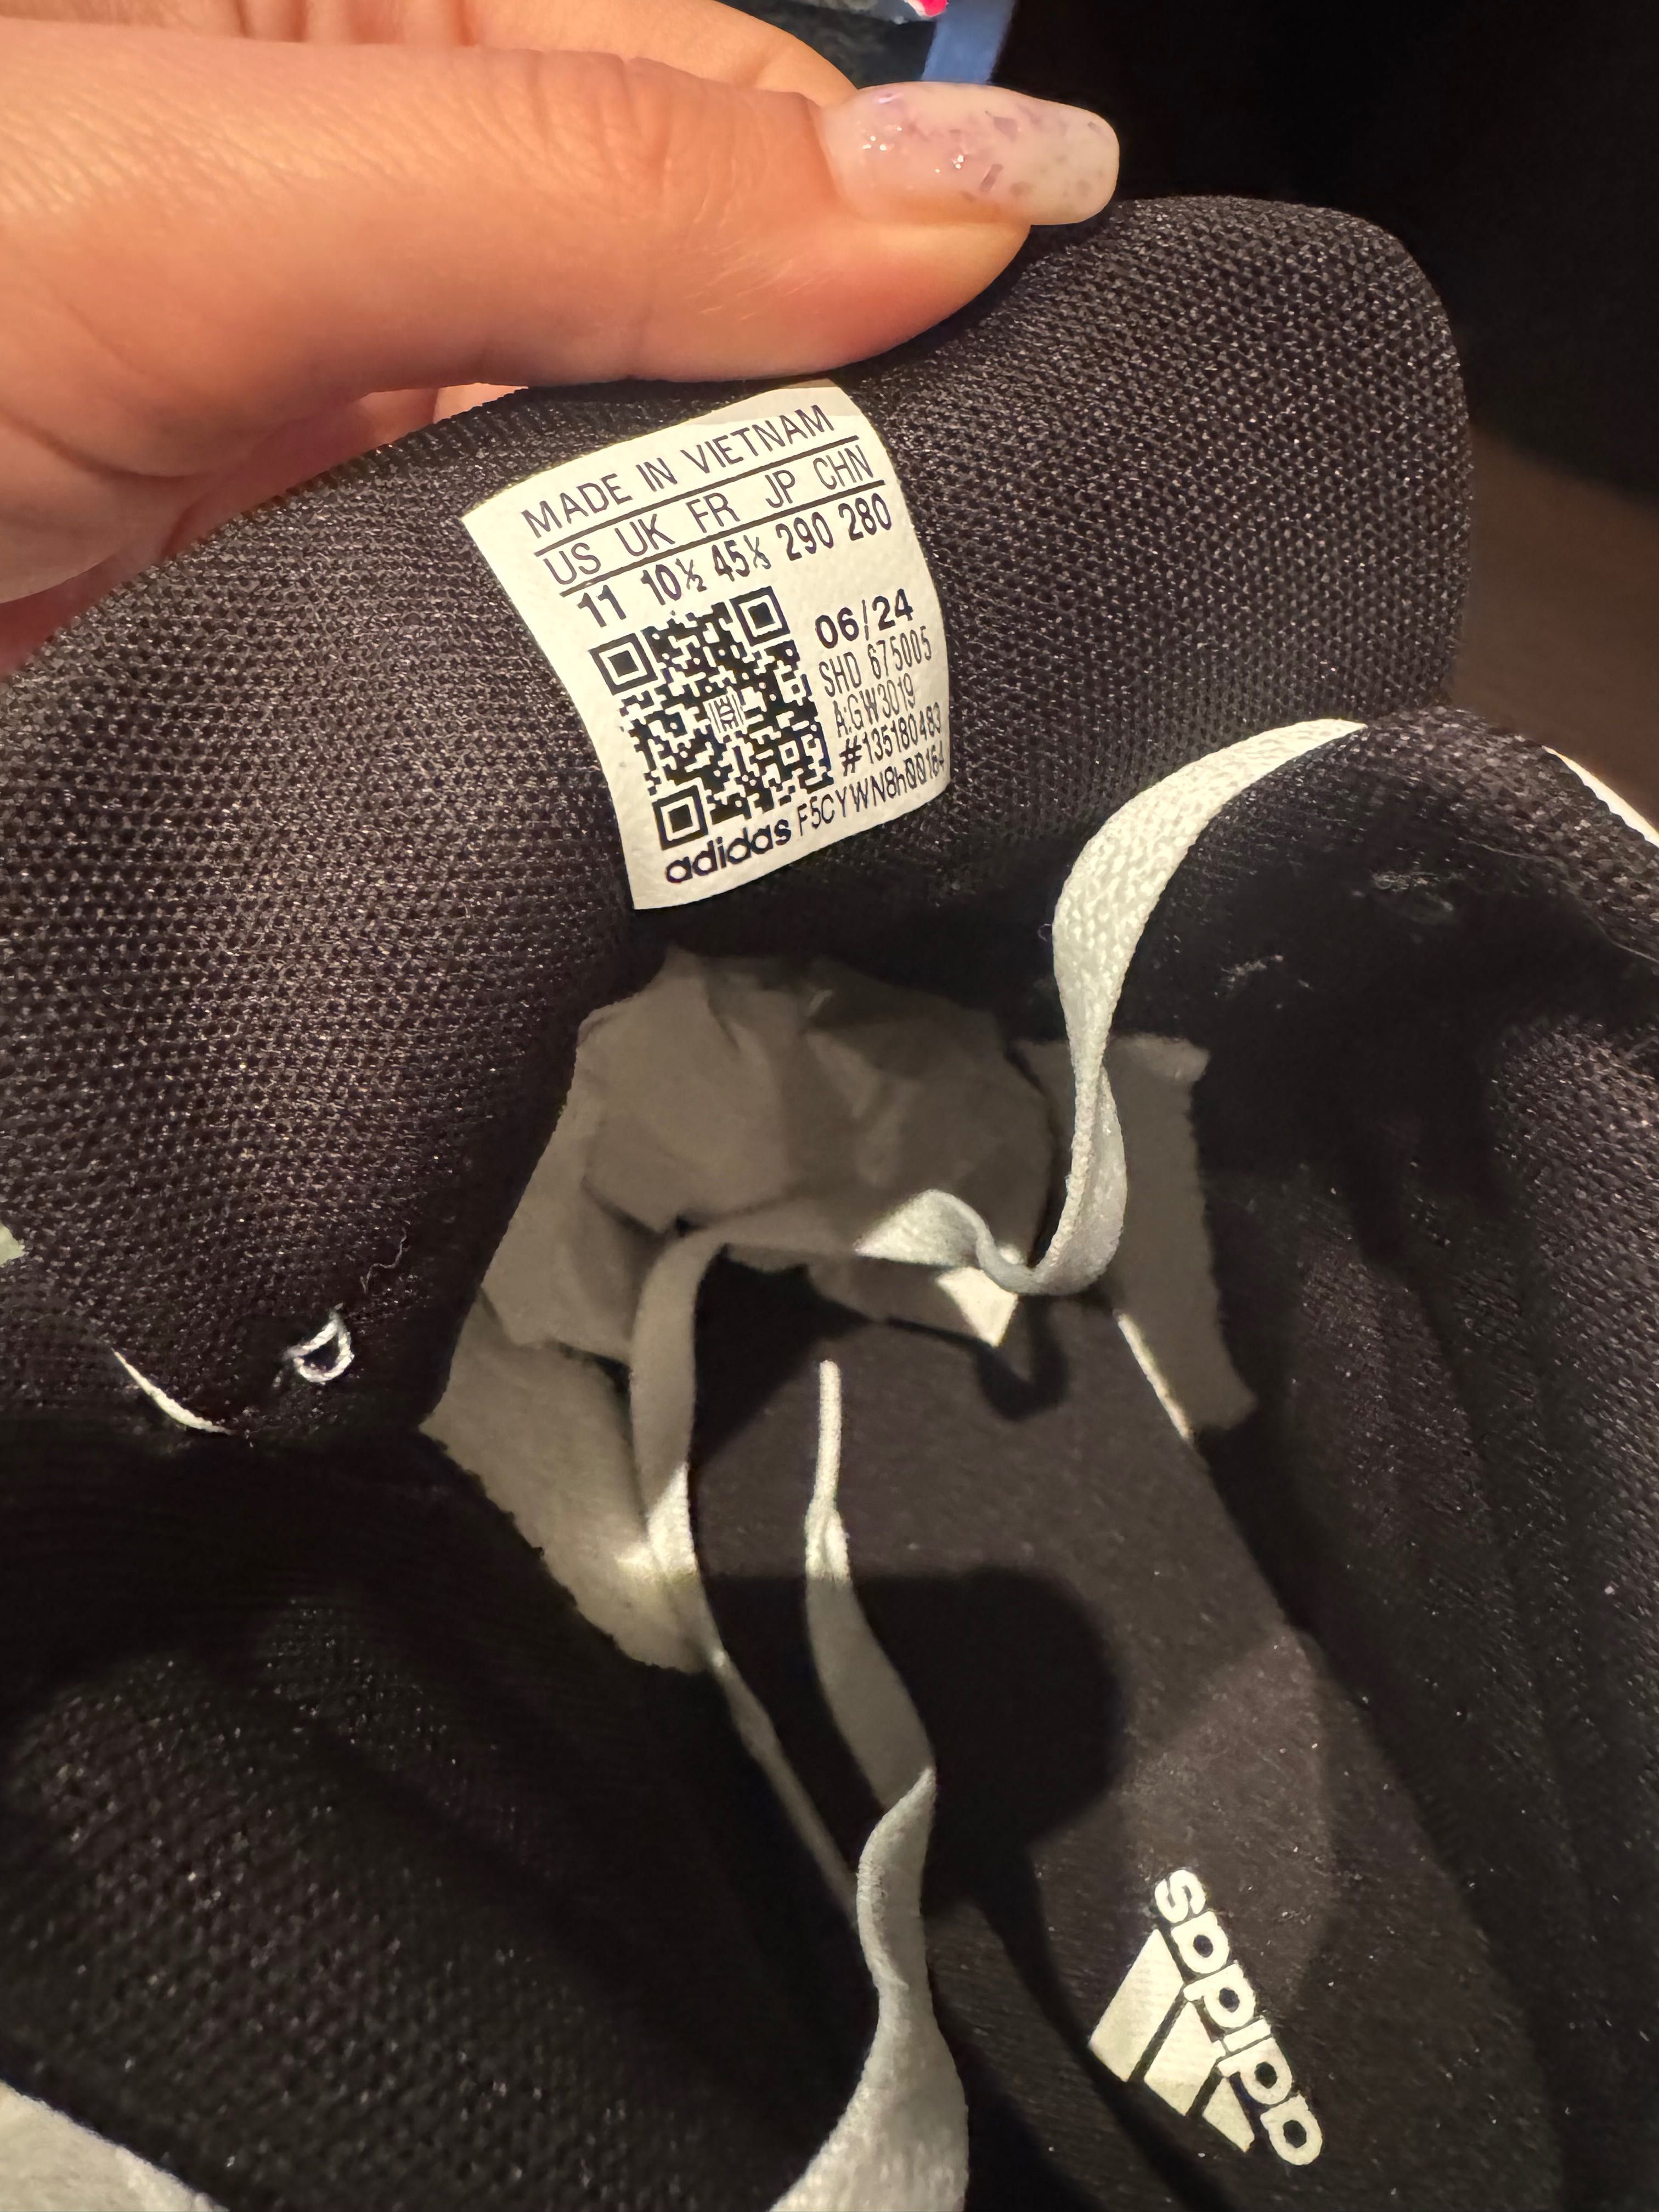 MADE IN VIETNAM
US UK FR JP CHN
11 10½ 45⅓ 290 280
06/24
SHD 675005
A:GW3019
#135180483
adidas F5CYWN8h00164
adidas